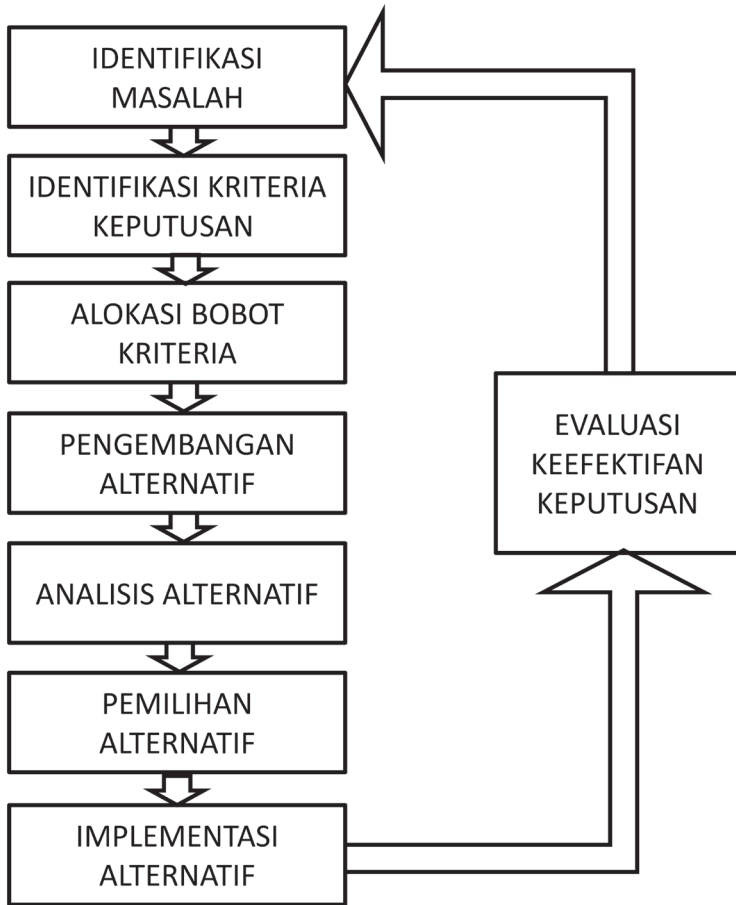 IDENTIFIKASI
MASALAH
IDENTIFIKASI KRITERIA
KEPUTUSAN
ALOKASI BOBOT
KRITERIA
PENGEMBANGAN
ALTERNATIF
ANALISIS ALTERNATIF
PEMILIHAN
ALTERNATIF
IMPLEMENTASI
ALTERNATIF
EVALUASI
KEEFEKTIFAN
KEPUTUSAN